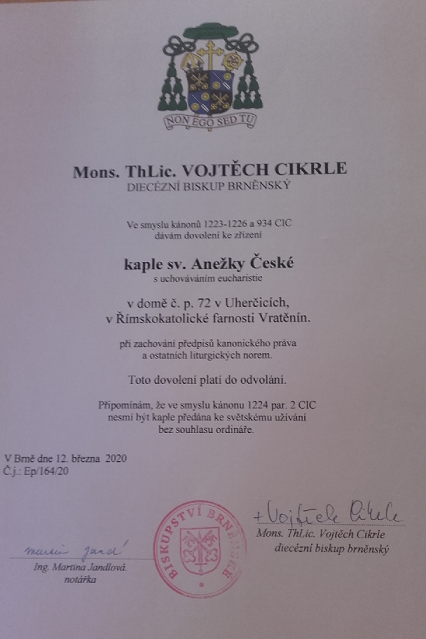 NON EGO SED TU
Mons. ThLic. VOJTĚCH CIKRLE
DIECÉZNÍ BISKUP BRNĚNSKÝ
Ve smyslu kánonů 1223-1226 a 934 CIC
dávám dovolení ke zřízení
kaple sv. Anežky České
s uchováváním eucharistie
v domě č. p. 72 v Uherčicích,
v Římskokatolické farnosti Vratěnín.
při zachování předpisů kanonického práva
a ostatních liturgických norem.
Toto dovolení platí do odvolání.
Připomínám, že ve smyslu kánonu 1224 par. 2 CIC
nesmí být kaple předána ke světskému užívání
bez souhlasu ordináře.
V Brně dne 12. března 2020
Č.j.: Ep/164/20
+Vojtěch Cikrle
Mons. ThLic. Vojtěch Cikrle
diecézní biskup brněnský
BISKUPSTVÍ BRNĚNSKÉ
Ing. Martina Jandlová
notářka